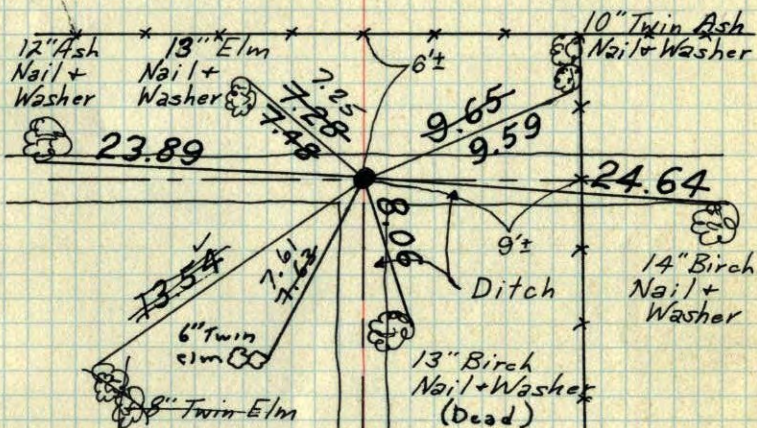 10" Twin Ash
Nail + Washer
12" Ash
Nail +
Washer
13" Elm
Nail +
Washer
6'±
7.25
7.28
7.48
9.65
9.59
23.89
24.64
8.06
9'±
13.54
7.61
7.63
Ditch
14" Birch
Nail +
Washer
6" Twin
elm
13" Birch
Nail + Washer
(Dead)
8" Twin Elm